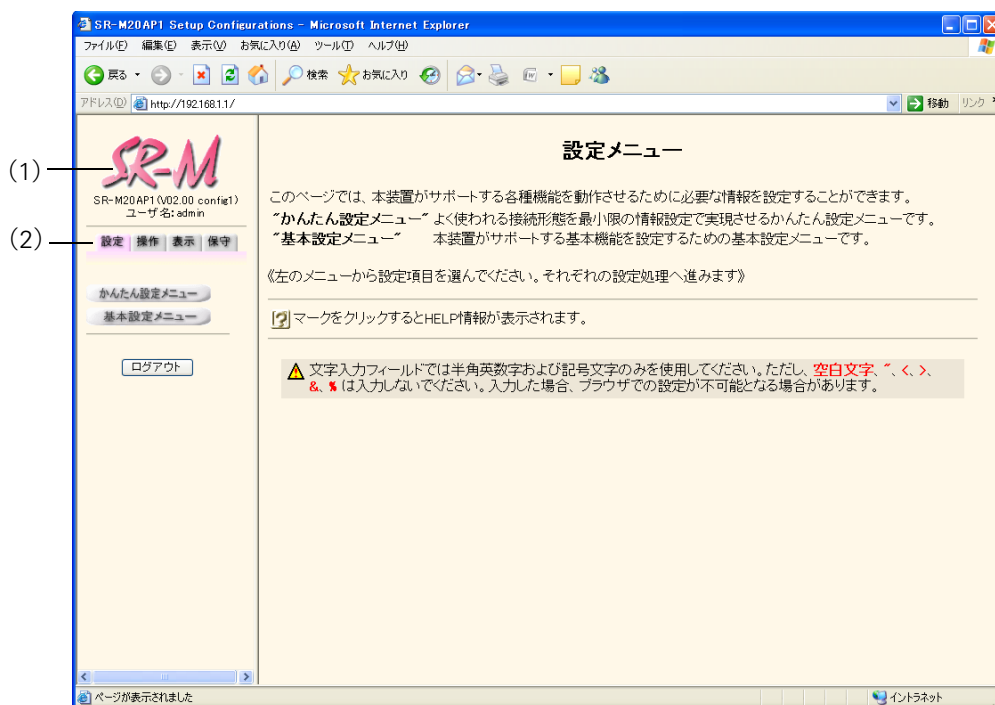 SR-M20AP1 Setup Configurations - Microsoft Internet Explorer
ファイル(F) 編集(E) 表示(V) お気に入り(A) ツール(T) ヘルプ(H)
戻る 検索 お気に入り
アドレス(D) http://192.168.1.1/ 移動 リンク
(1)
SR-M
SR-M20AP1(V02.00 config1)
ユーザ名:admin
(2)
設定 操作 表示 保守
かんたん設定メニュー
基本設定メニュー
ログアウト
設定メニュー
このページでは、本装置がサポートする各種機能を動作させるために必要な情報を設定することができます。
"かんたん設定メニュー" よく使われる接続形態を最小限の情報設定で実現させるかんたん設定メニューです。
"基本設定メニュー" 本装置がサポートする基本機能を設定するための基本設定メニューです。
《左のメニューから設定項目を選んでください。それぞれの設定処理へ進みます》
? マークをクリックするとHELP情報が表示されます。
文字入力フィールドでは半角英数字および記号文字のみを使用してください。ただし、空白文字、"、<、>、
&、% は入力しないでください。入力した場合、ブラウザでの設定が不可能となる場合があります。
ページが表示されました イントラネット